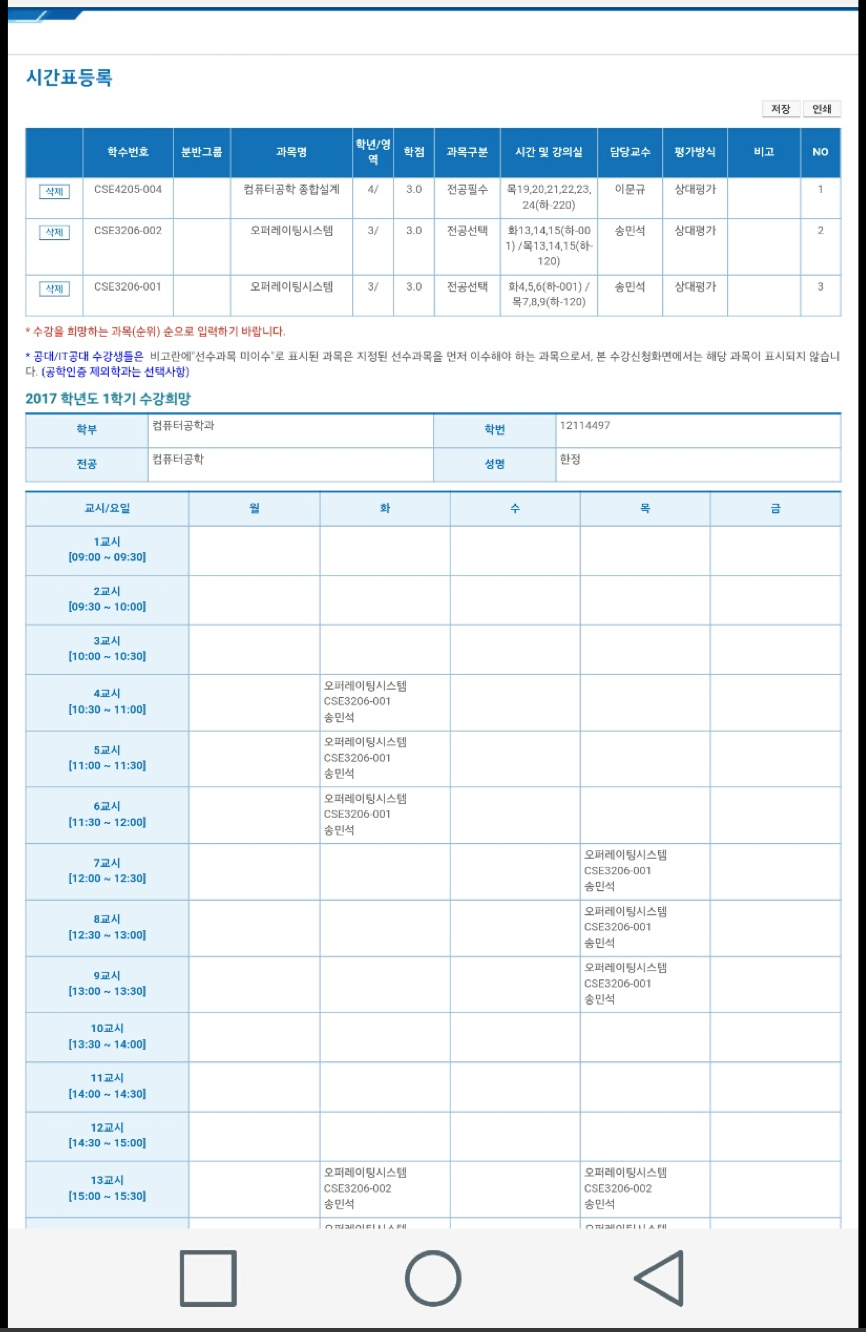 시간표등록
저장 인쇄
학수번호 분반그룹 과목명 학년/영역 학점 과목구분 시간 및 강의실 담당교수 평가방식 비고 NO
삭제 CSE4205-004 컴퓨터공학 종합설계 4/ 3.0 전공필수 목19,20,21,22,23,24(하-220) 이문규 상대평가 1
삭제 CSE3206-002 오퍼레이팅시스템 3/ 3.0 전공선택 화13,14,15(하-001) /목13,14,15(하-120) 송민석 상대평가 2
삭제 CSE3206-001 오퍼레이팅시스템 3/ 3.0 전공선택 화4,5,6(하-001) /목7,8,9(하-120) 송민석 상대평가 3
* 수강을 희망하는 과목(순위) 순으로 입력하기 바랍니다.
* 공대/IT공대 수강생들은 비고란에"선수과목 미이수"로 표시된 과목은 지정된 선수과목을 먼저 이수해야 하는 과목으로서, 본 수강신청화면에서는 해당 과목이 표시되지 않습니
다. (공학인증 제외학과는 선택사항)
2017 학년도 1학기 수강희망
학부 컴퓨터공학과 학번 12114497
전공 컴퓨터공학 성명 한정
교시/요일 월 화 수 목 금
1교시
[09:00 ~ 09:30]
2교시
[09:30 ~ 10:00]
3교시
[10:00 ~ 10:30]
4교시
[10:30 ~ 11:00]
오퍼레이팅시스템
CSE3206-001
송민석
5교시
[11:00 ~ 11:30]
오퍼레이팅시스템
CSE3206-001
송민석
6교시
[11:30 ~ 12:00]
오퍼레이팅시스템
CSE3206-001
송민석
7교시
[12:00 ~ 12:30]
오퍼레이팅시스템
CSE3206-001
송민석
8교시
[12:30 ~ 13:00]
오퍼레이팅시스템
CSE3206-001
송민석
9교시
[13:00 ~ 13:30]
오퍼레이팅시스템
CSE3206-001
송민석
10교시
[13:30 ~ 14:00]
11교시
[14:00 ~ 14:30]
12교시
[14:30 ~ 15:00]
13교시
[15:00 ~ 15:30]
오퍼레이팅시스템
CSE3206-002
송민석
오퍼레이팅시스템
CSE3206-002
송민석